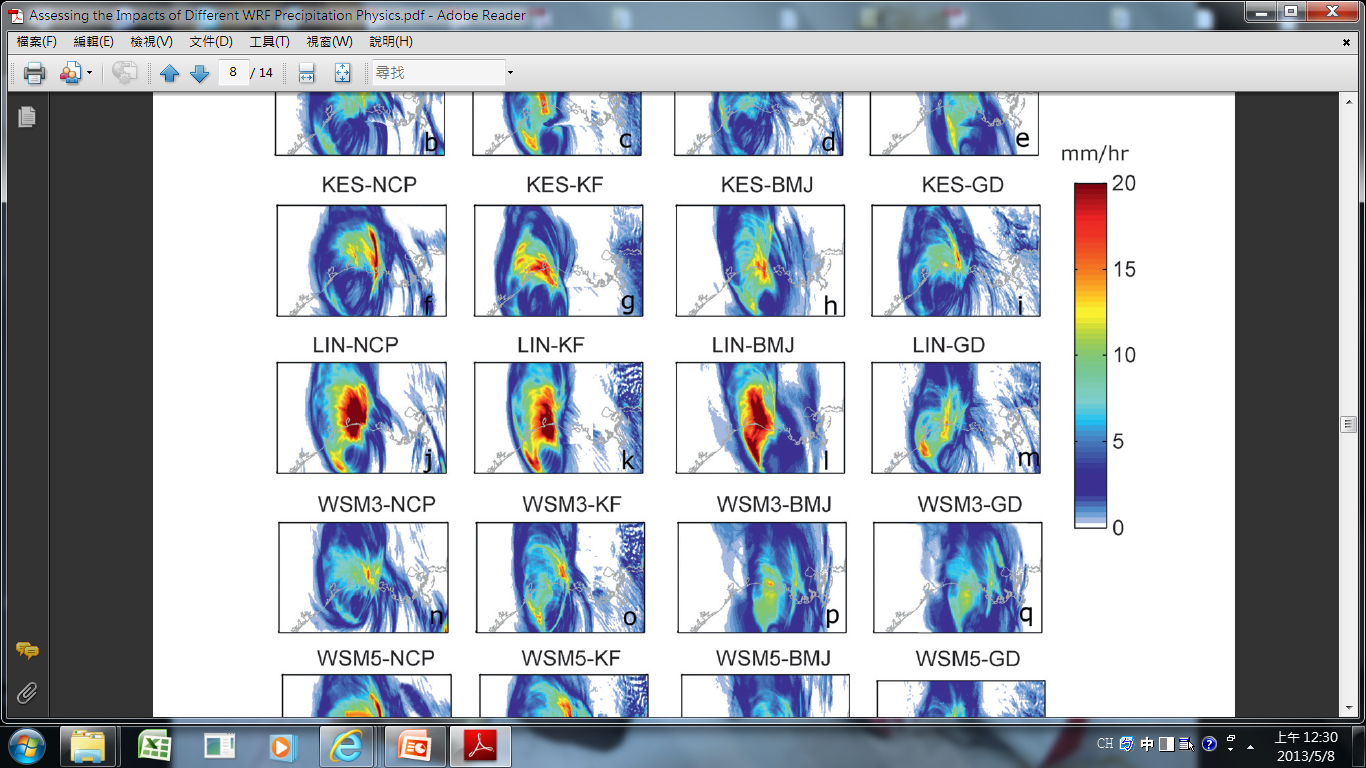 Assessing the Impacts of Different WRF Precipitation Physics.pdf - Adobe Reader
檔案(F) 編輯(E) 檢視(V) 文件(D) 工具(T) 視窗(W) 說明(H)
8 / 14 尋找
b c d e
mm/hr
KES-NCP KES-KF KES-BMJ KES-GD
20
15
10
5
0
f g h i
LIN-NCP LIN-KF LIN-BMJ LIN-GD
j k l m
WSM3-NCP WSM3-KF WSM3-BMJ WSM3-GD
n o p q
WSM5-NCP WSM5-KF WSM5-BMJ WSM5-GD
CH 中 上午 12:30
2013/5/8